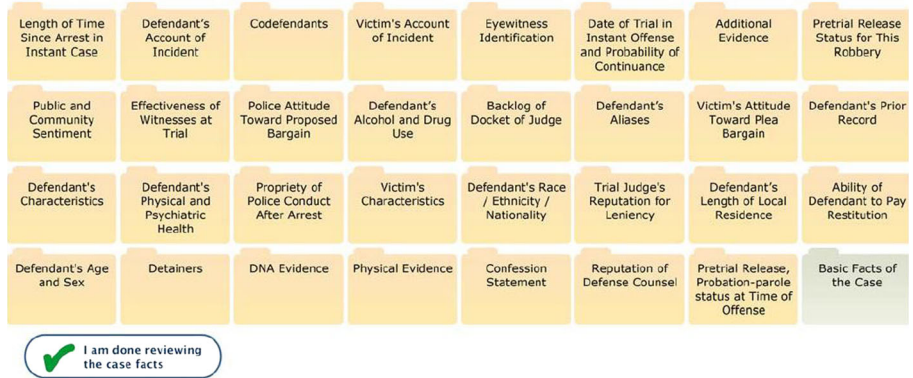 Length of Time
Since Arrest in
Instant Case
Defendant's
Account of
Incident
Codefendants
Victim's Account
of Incident
Eyewitness
Identification
Date of Trial in
Instant Offense
and Probability of
Continuance
Additional
Evidence
Pretrial Release
Status for This
Robbery
Public and
Community
Sentiment
Effectiveness of
Witnesses at
Trial
Police Attitude
Toward Proposed
Bargain
Defendant's
Alcohol and Drug
Use
Backlog of
Docket of Judge
Defendant's
Aliases
Victim's Attitude
Toward Plea
Bargain
Defendant's Prior
Record
Defendant's
Characteristics
Defendant's
Physical and
Psychiatric
Health
Propriety of
Police Conduct
After Arrest
Victim's
Characteristics
Defendant's Race
/ Ethnicity /
Nationality
Trial Judge's
Reputation for
Leniency
Defendant's
Length of Local
Residence
Ability of
Defendant to Pay
Restitution
Defendant's Age
and Sex
Detainers
DNA Evidence
Physical Evidence
Confession
Statement
Reputation of
Defense Counsel
Pretrial Release,
Probation-parole
status at Time of
Offense
Basic Facts of
the Case
I am done reviewing
the case facts